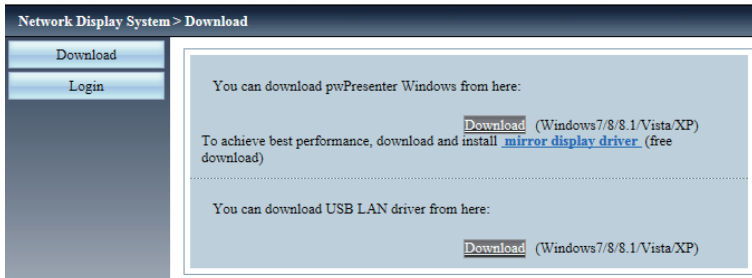 Network Display System > Download
Download
Login
You can download pwPresenter Windows from here:
Download (Windows7/8/8.1/Vista/XP)
To achieve best performance, download and install mirror display driver (free
download)
You can download USB LAN driver from here:
Download (Windows7/8/8.1/Vista/XP)